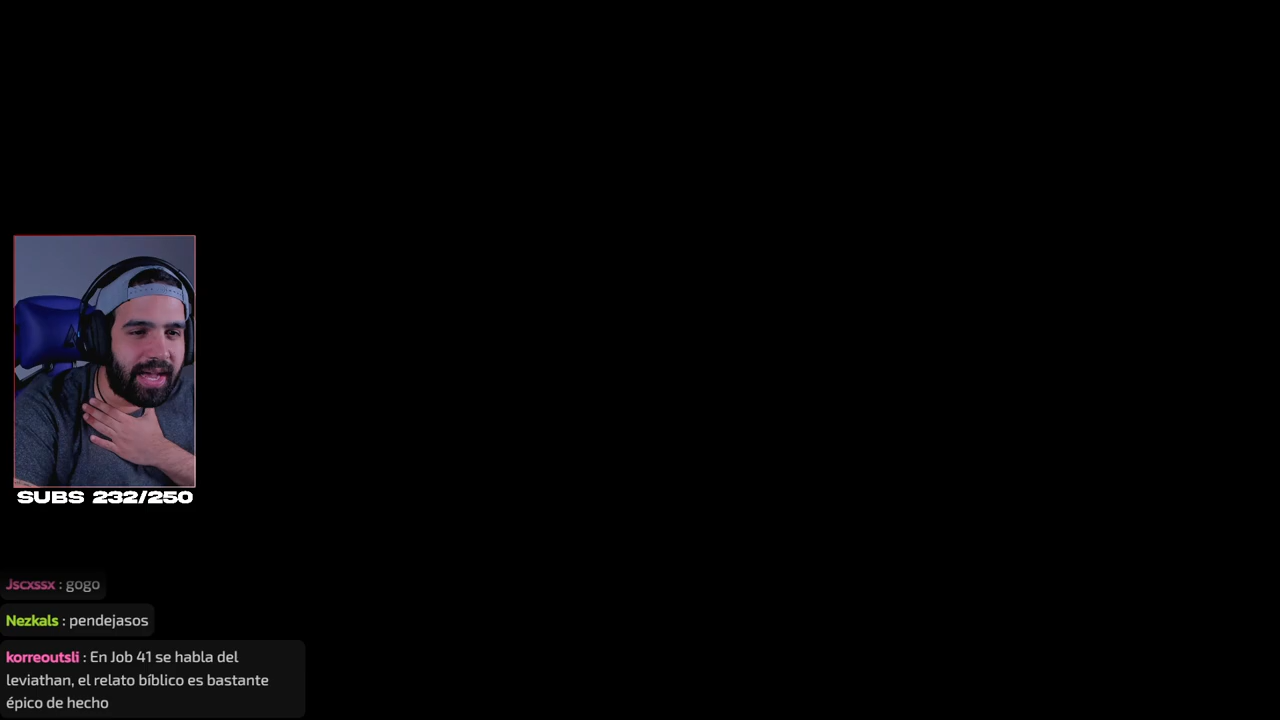 SUBS 232/250
Jscxssx : gogo
Nezkals : pendejasos
korreoutsli : En Job 41 se habla del
leviathan, el relato bíblico es bastante
épico de hecho